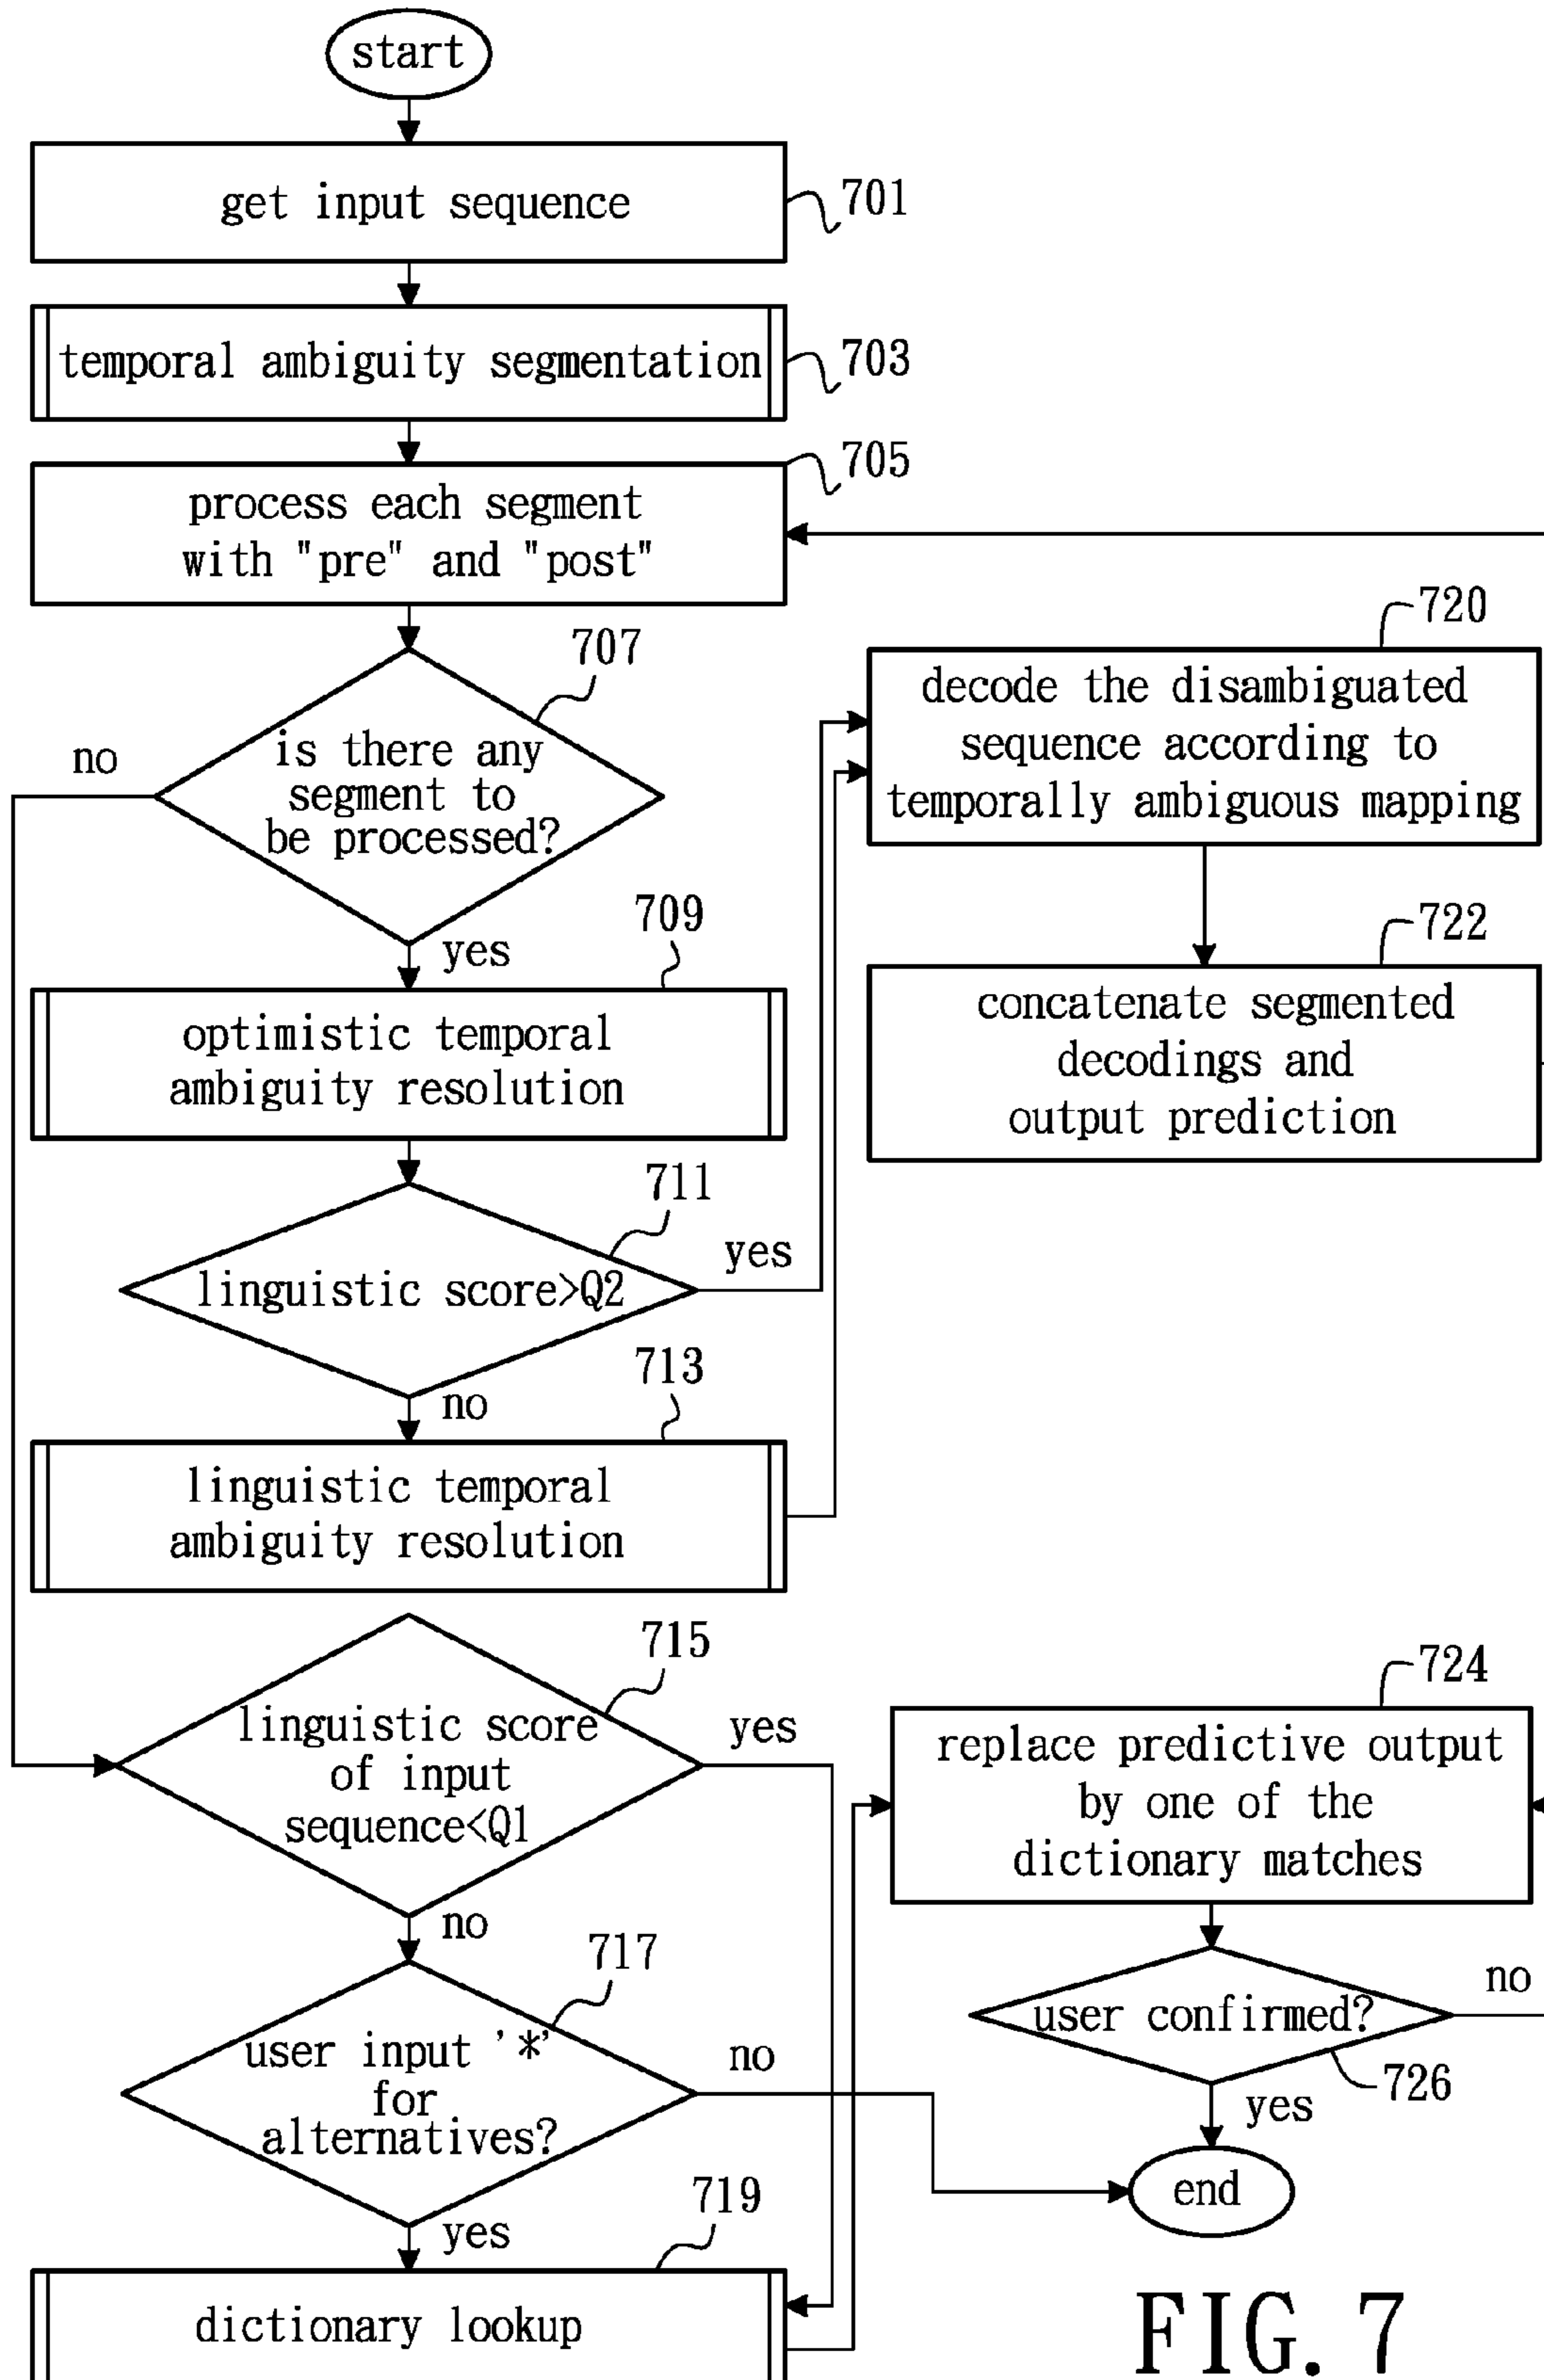 start
get input sequence
701
temporal ambiguity segmentation
703
705
process each segment
with "pre" and "post"
707
no
is there any
segment to
be processed?
yes
709
optimistic temporal
ambiguity resolution
711
yes
linguistic score>Q2
no
713
linguistic temporal
ambiguity resolution
715
yes
linguistic score
of input
sequence<Q1
no
717
user input '*'
for
alternatives?
no
yes
719
dictionary lookup
720
decode the disambiguated
sequence according to
temporally ambiguous mapping
722
concatenate segmented
decodings and
output prediction
724
replace predictive output
by one of the
dictionary matches
no
user confirmed?
726
yes
end
FIG. 7